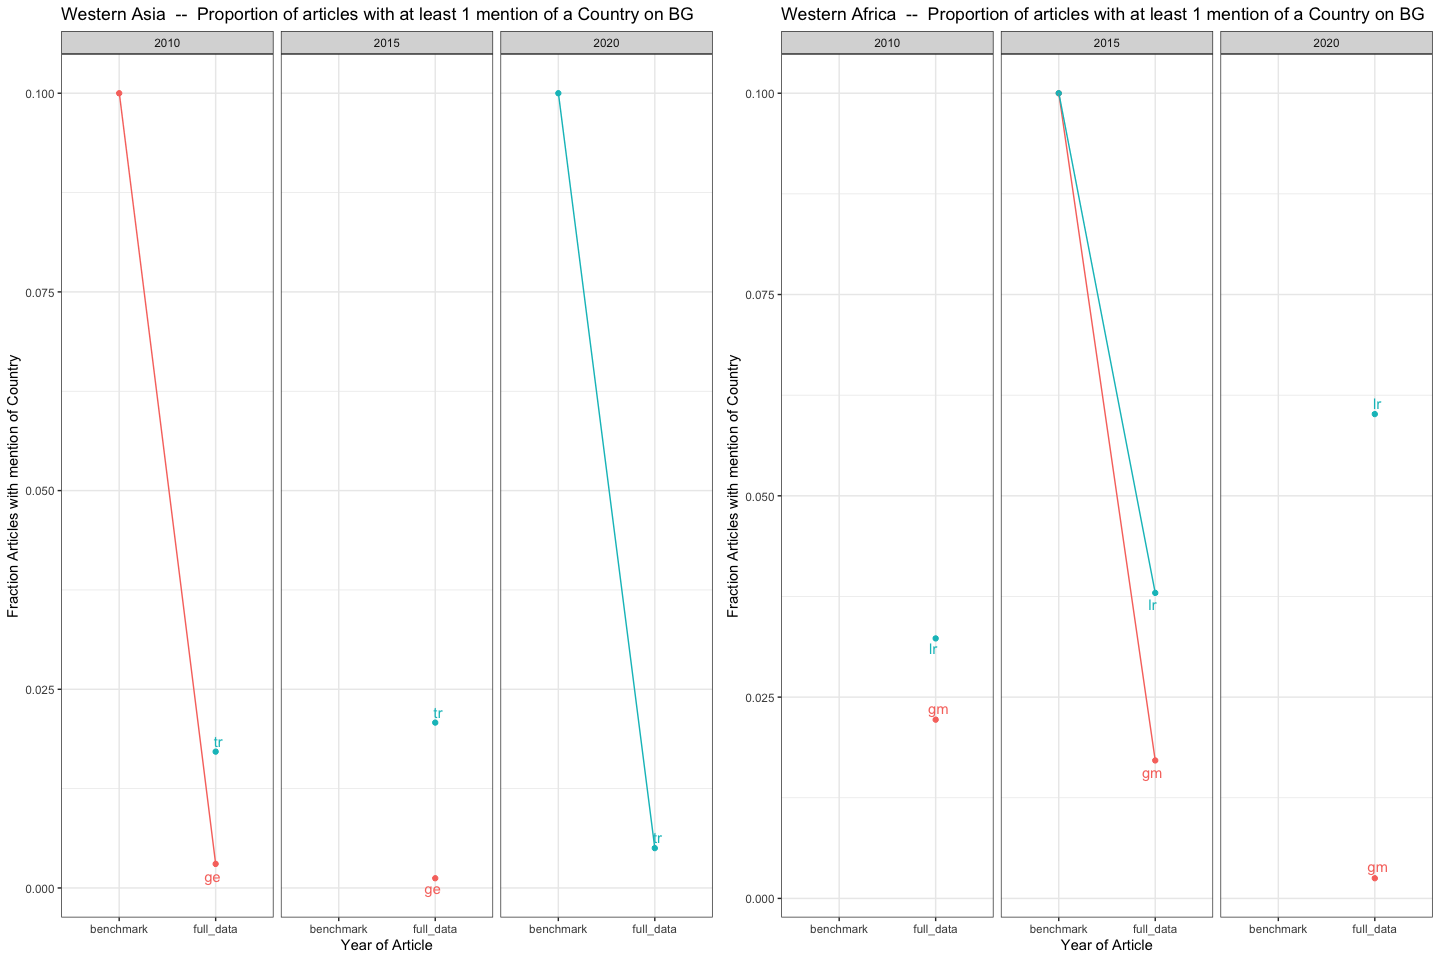 Western Asia  --  Proportion of articles with at least 1 mention of a Country on BG
2010
2015
2020
Fraction Articles with mention of Country
0.100
0.075
0.050
0.025
0.000
tr
ge
tr
ge
tr
benchmark
full_data
benchmark
full_data
benchmark
full_data
Year of Article
Western Africa  --  Proportion of articles with at least 1 mention of a Country on BG
2010
2015
2020
Fraction Articles with mention of Country
0.100
0.075
0.050
0.025
0.000
lr
gm
lr
gm
lr
gm
benchmark
full_data
benchmark
full_data
benchmark
full_data
Year of Article